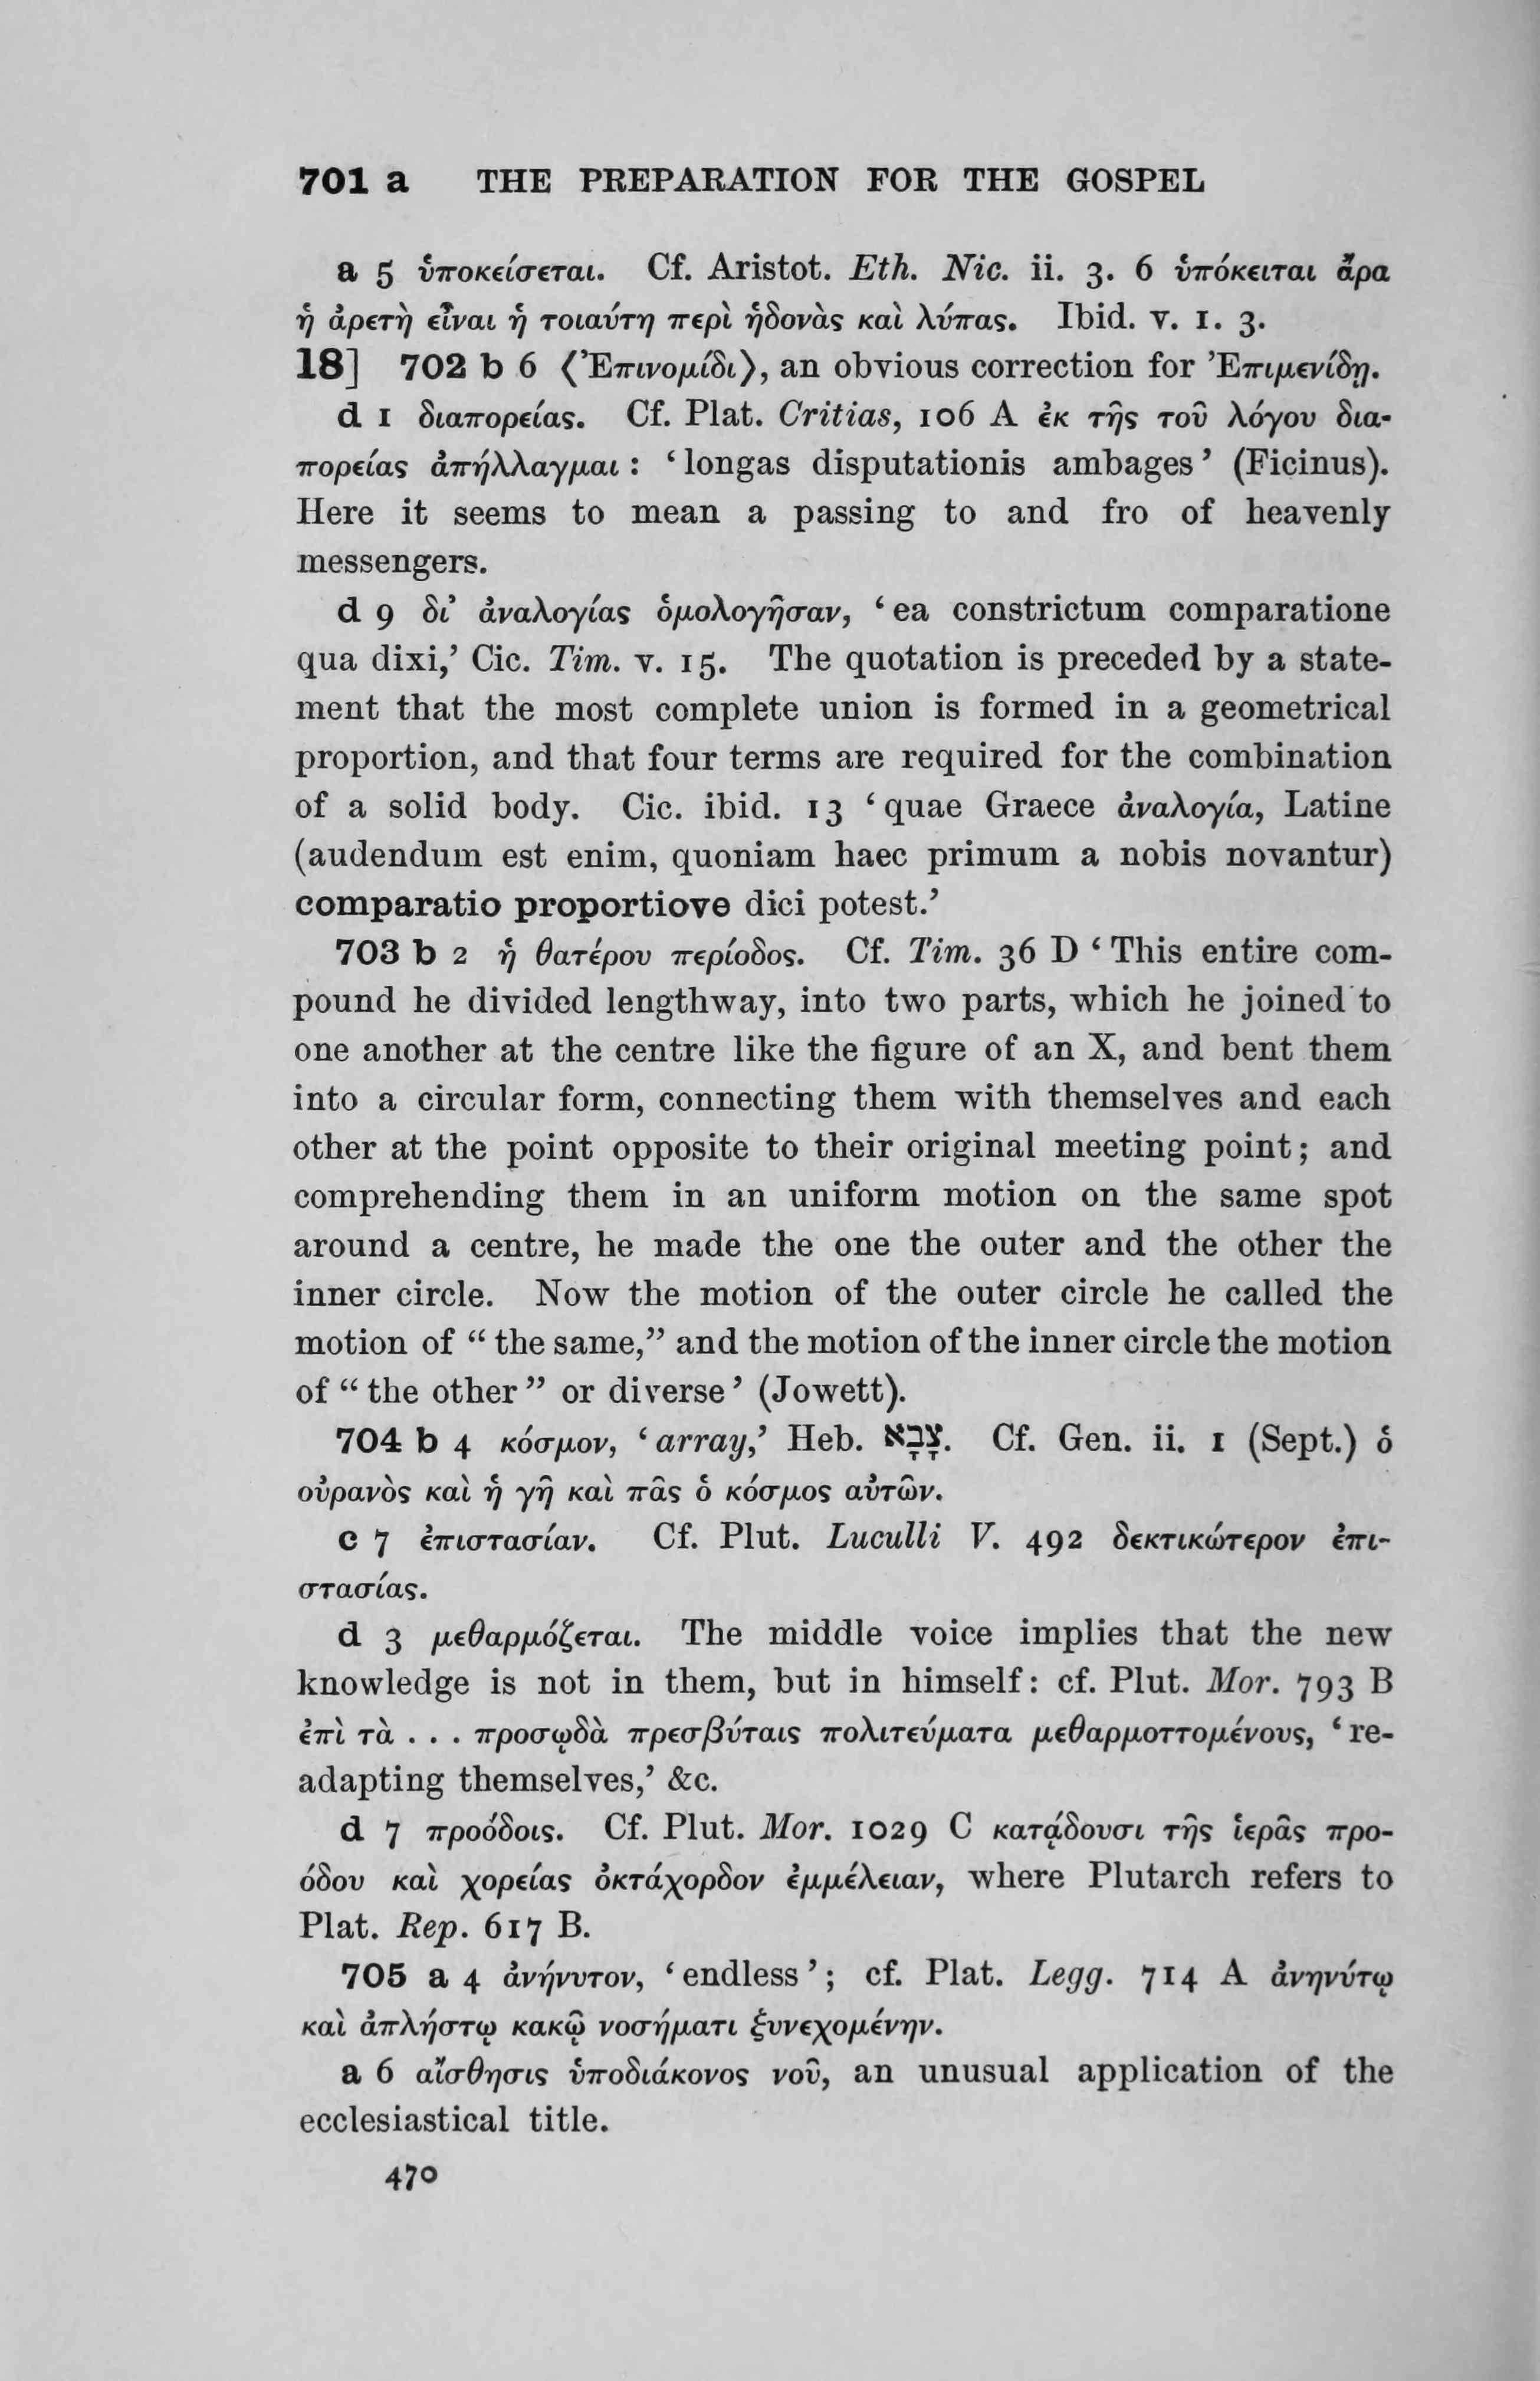 701 a THE PREPARATION FOR THE GOSPEL
a 5 ὑποκείσεται. Cf. Aristot. Eth. Nic. ii. 3. 6 ὑπόκειται ἄρα
ἡ ἀρετὴ εἶναι ἡ τοιαύτη περὶ ἡδονὰς καὶ λύπας. Ibid. v. 1. 3.
18] 702 b 6 ⟨Ἐπινομίδι⟩, an obvious correction for Ἐπιμενίδῃ.
d 1 διαπορείας. Cf. Plat. Critias, 106 A ἐκ τῆς τοῦ λόγου δια-
πορείας ἀπήλλαγμαι : ‘longas disputationis ambages’ (Ficinus).
Here it seems to mean a passing to and fro of heavenly
messengers.
d 9 δι’ ἀναλογίας ὁμολογῆσαν, ‘ea constrictum comparatione
qua dixi,’ Cic. Tim. v. 15. The quotation is preceded by a state-
ment that the most complete union is formed in a geometrical
proportion, and that four terms are required for the combination
of a solid body. Cic. ibid. 13 ‘quae Graece ἀναλογία, Latine
(audendum est enim, quoniam haec primum a nobis novantur)
comparatio proportiove dici potest.’
703 b 2 ἡ θατέρου περίοδος. Cf. Tim. 36 D ‘This entire com-
pound he divided lengthway, into two parts, which he joined to
one another at the centre like the figure of an X, and bent them
into a circular form, connecting them with themselves and each
other at the point opposite to their original meeting point; and
comprehending them in an uniform motion on the same spot
around a centre, he made the one the outer and the other the
inner circle. Now the motion of the outer circle he called the
motion of “the same,” and the motion of the inner circle the motion
of “the other” or diverse’ (Jowett).
704 b 4 κόσμον, ‘array,’ Heb. צָבָא. Cf. Gen. ii. 1 (Sept.) ὁ
οὐρανὸς καὶ ἡ γῆ καὶ πᾶς ὁ κόσμος αὐτῶν.
c 7 ἐπιστασίαν. Cf. Plut. Luculli V. 492 δεκτικώτερον ἐπι-
στασίας.
d 3 μεθαρμόζεται. The middle voice implies that the new
knowledge is not in them, but in himself: cf. Plut. Mor. 793 B
ἐπὶ τὰ . . . προσῳδὰ πρεσβύταις πολιτεύματα μεθαρμοττομένους, ‘re-
adapting themselves,’ &c.
d 7 προόδοις. Cf. Plut. Mor. 1029 C κατᾴδουσι τῆς ἱερᾶς προ-
όδου καὶ χορείας ὀκτάχορδον ἐμμέλειαν, where Plutarch refers to
Plat. Rep. 617 B.
705 a 4 ἀνήνυτον, ‘endless’; cf. Plat. Legg. 714 A ἀνηνύτῳ
καὶ ἀπλήστῳ κακῷ νοσήματι ξυνεχομένην.
a 6 αἴσθησις ὑποδιάκονος νοῦ, an unusual application of the
ecclesiastical title.
470